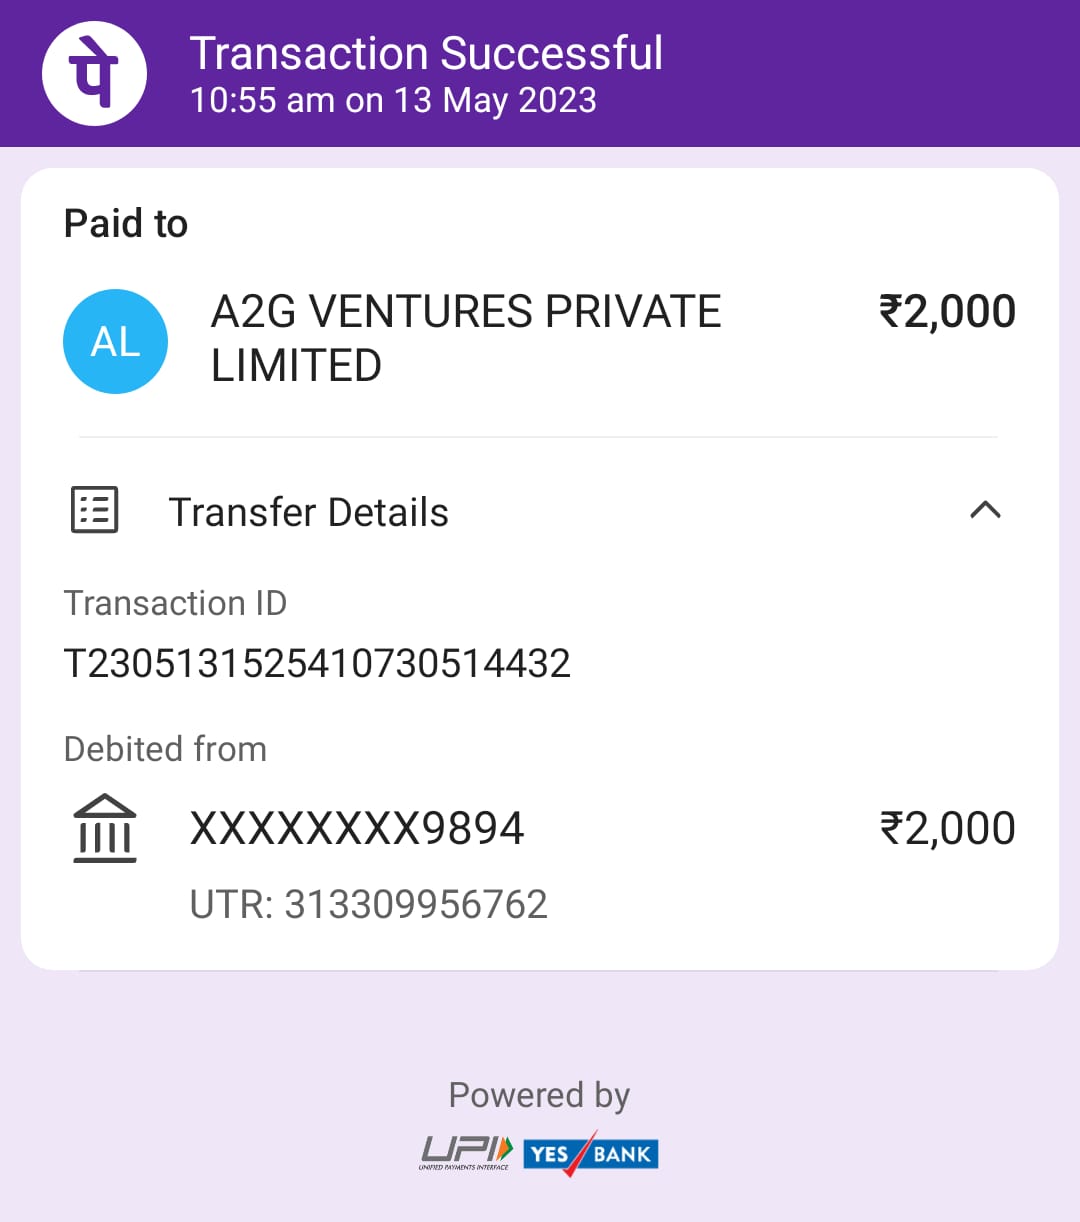 पे
Transaction Successful
10:55 am on 13 May 2023
Paid to
AL
A2G VENTURES PRIVATE
LIMITED
₹2,000
Transfer Details
Transaction ID
T2305131525410730514432
Debited from
XXXXXXXX9894
₹2,000
UTR: 313309956762
Powered by
UPI
UNIFIED PAYMENTS INTERFACE
YES BANK